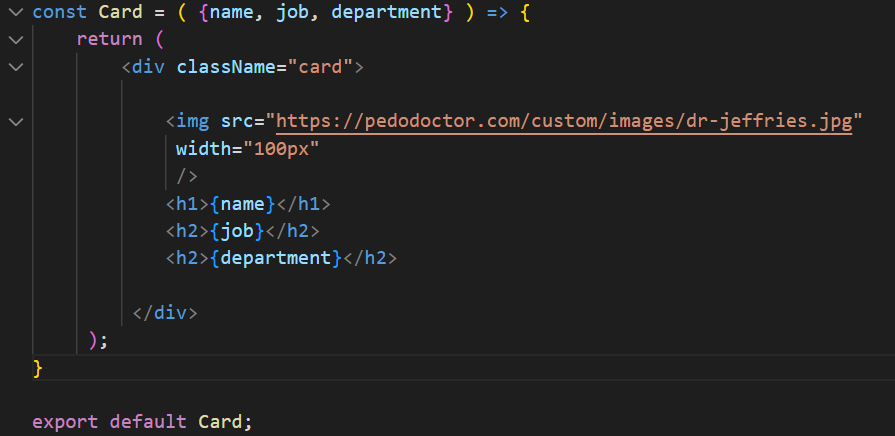 const Card = ( {name, job, department} ) => {
return (
<div className="card">
<img src="https://pedodoctor.com/custom/images/dr-jeffries.jpg"
width="100px"
/>
<h1>{name}</h1>
<h2>{job}</h2>
<h2>{department}</h2>
</div>
);
}
export default Card;